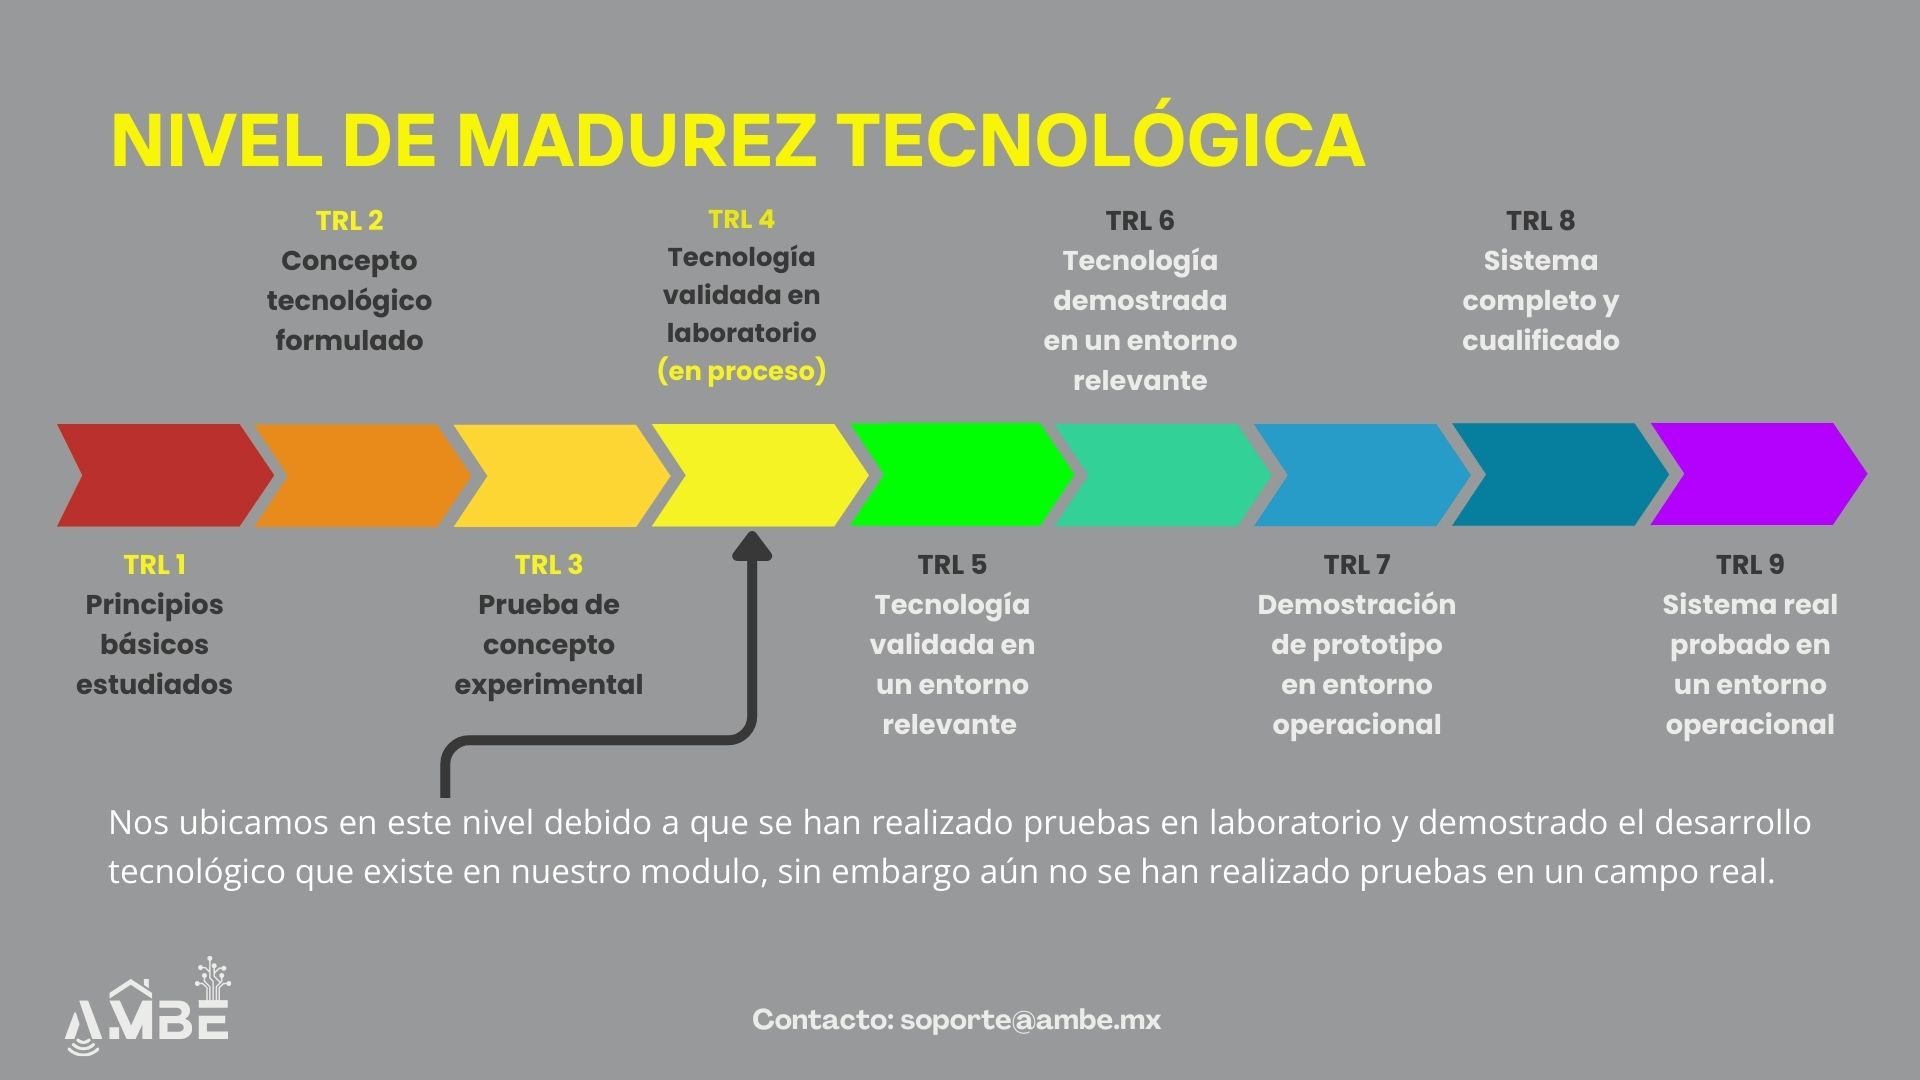 NIVEL DE MADUREZ TECNOLÓGICA
TRL 2
Concepto
tecnológico
formulado
TRL 4
Tecnología
validada en
laboratorio
(en proceso)
TRL 6
Tecnología
demostrada
en un entorno
relevante
TRL 8
Sistema
completo y
cualificado
TRL 1
Principios
básicos
estudiados
TRL 3
Prueba de
concepto
experimental
TRL 5
Tecnología
validada en
un entorno
relevante
TRL 7
Demostración
de prototipo
en entorno
operacional
TRL 9
Sistema real
probado en
un entorno
operacional
Nos ubicamos en este nivel debido a que se han realizado pruebas en laboratorio y demostrado el desarrollo
tecnológico que existe en nuestro modulo, sin embargo aún no se han realizado pruebas en un campo real.
AMBE
Contacto: soporte@ambe.mx